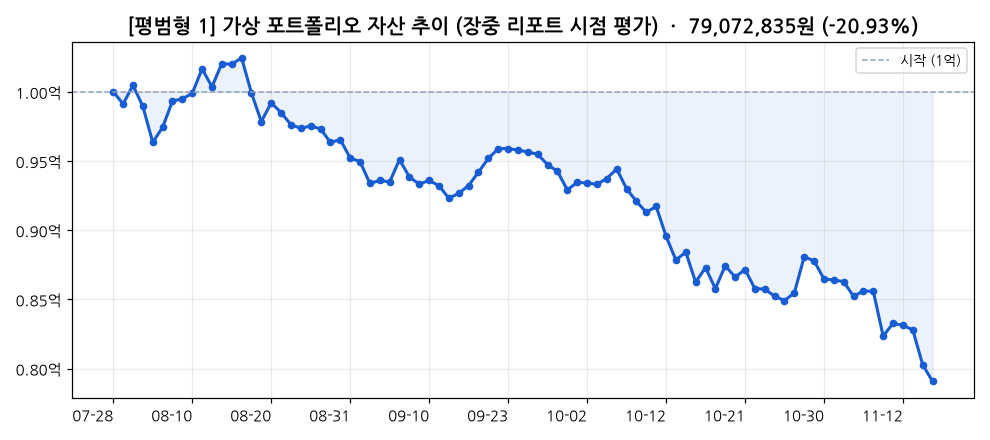 [평범형 1] 가상 포트폴리오 자산 추이 (장중 리포트 시점 평가) · 79,072,835원 (-20.93%)
시작 (1억)
1.00억
0.95억
0.90억
0.85억
0.80억
07-28 08-10 08-20 08-31 09-10 09-23 10-02 10-12 10-21 10-30 11-12